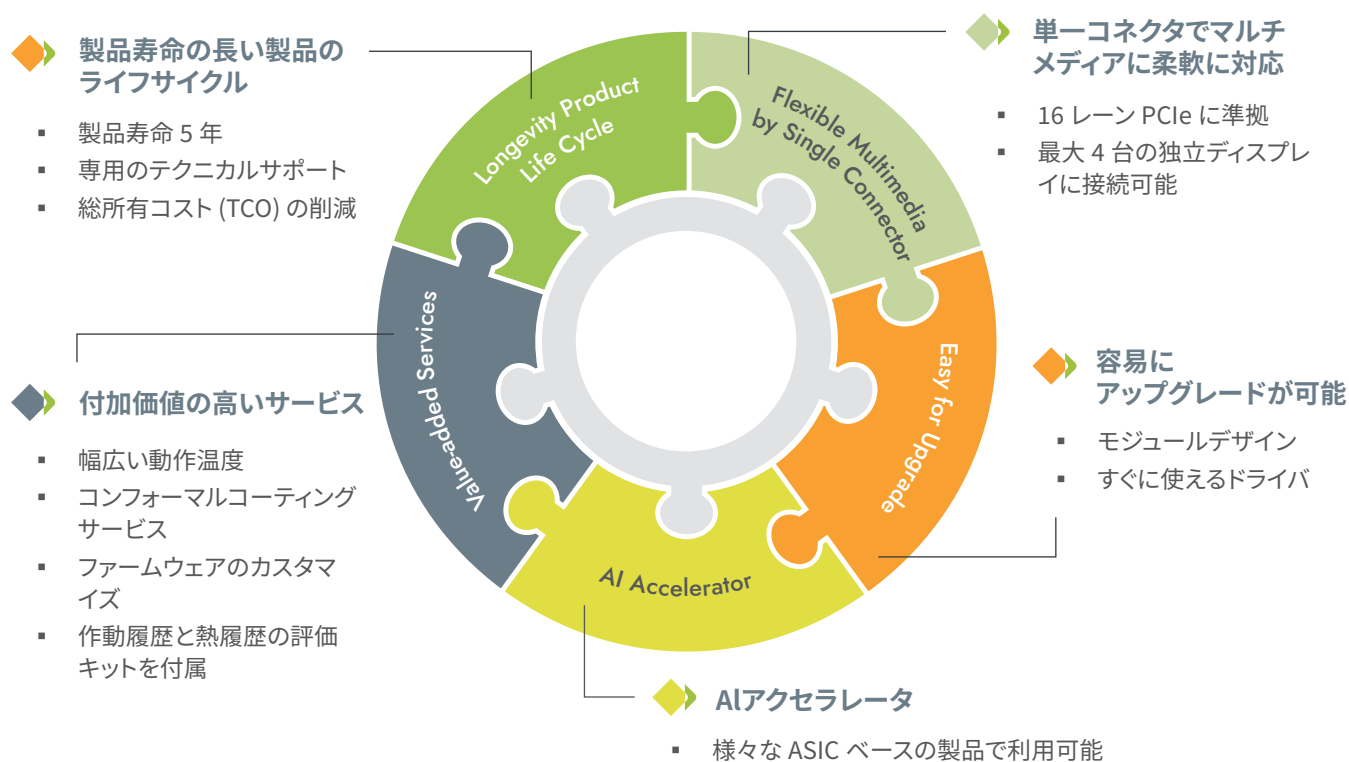 製品寿命の長い製品の
ライフサイクル
▪ 製品寿命 5 年
▪ 専用のテクニカルサポート
▪ 総所有コスト (TCO) の削減
単一コネクタでマルチ
メディアに柔軟に対応
▪ 16 レーン PCIe に準拠
▪ 最大 4 台の独立ディスプレ
イに接続可能
Longevity Product
Life Cycle
Flexible Multimedia
by Single Connector
Value-added Services
Easy for Upgrade
AI Accelerator
付加価値の高いサービス
▪ 幅広い動作温度
▪ コンフォーマルコーティング
サービス
▪ ファームウェアのカスタマ
イズ
▪ 作動履歴と熱履歴の評価
キットを付属
容易に
アップグレードが可能
▪ モジュールデザイン
▪ すぐに使えるドライバ
AIアクセラレータ
▪ 様々な ASIC ベースの製品で利用可能